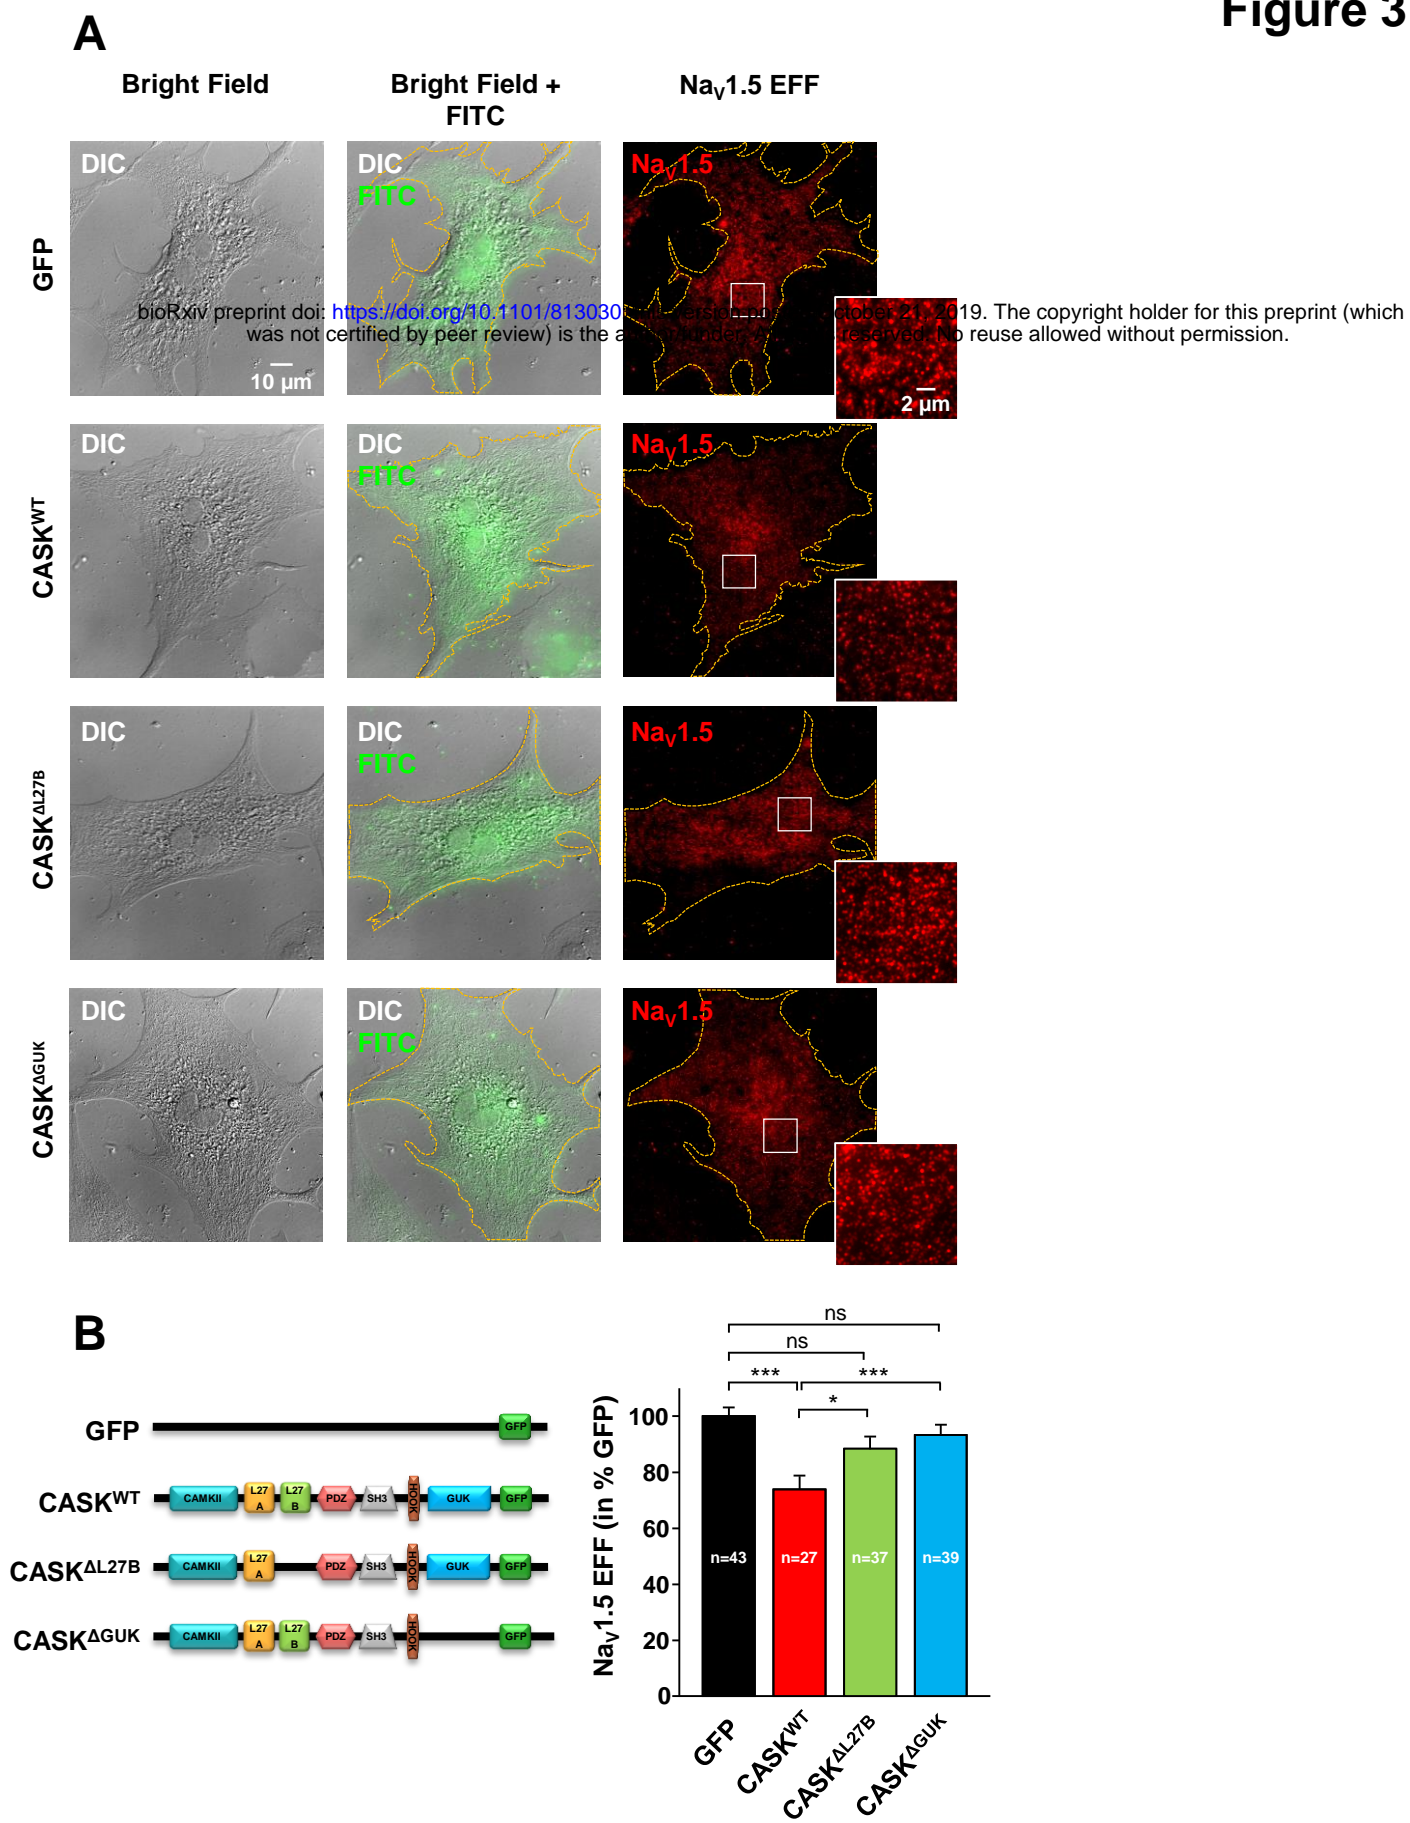 Figure 3
A
Bright Field
Bright Field +
FITC
NaV1.5 EFF
GFP
DIC
DIC
FITC
NaV1.5
10 µm
2 µm
bioRxiv preprint doi: https://doi.org/10.1101/813030 October 21, 2019. The copyright holder for this preprint (which
was not certified by peer review) is the reserved. No reuse allowed without permission.
CASKWT
DIC
DIC
FITC
NaV1.5
CASKΔL27B
DIC
DIC
FITC
NaV1.5
CASKΔGUK
DIC
DIC
FITC
NaV1.5
B
GFP
GFP
CASKWT
CAMKII
L27
A
L27
B
PDZ
SH3
HOOK
GUK
GFP
CASKΔL27B
CAMKII
L27
A
PDZ
SH3
HOOK
GUK
GFP
CASKΔGUK
CAMKII
L27
A
L27
B
PDZ
SH3
HOOK
GFP
ns
ns
***
***
*
NaV1.5 EFF (in % GFP)
100
80
60
40
20
0
n=43
n=27
n=37
n=39
GFP
CASKWT
CASKΔL27B
CASKΔGUK